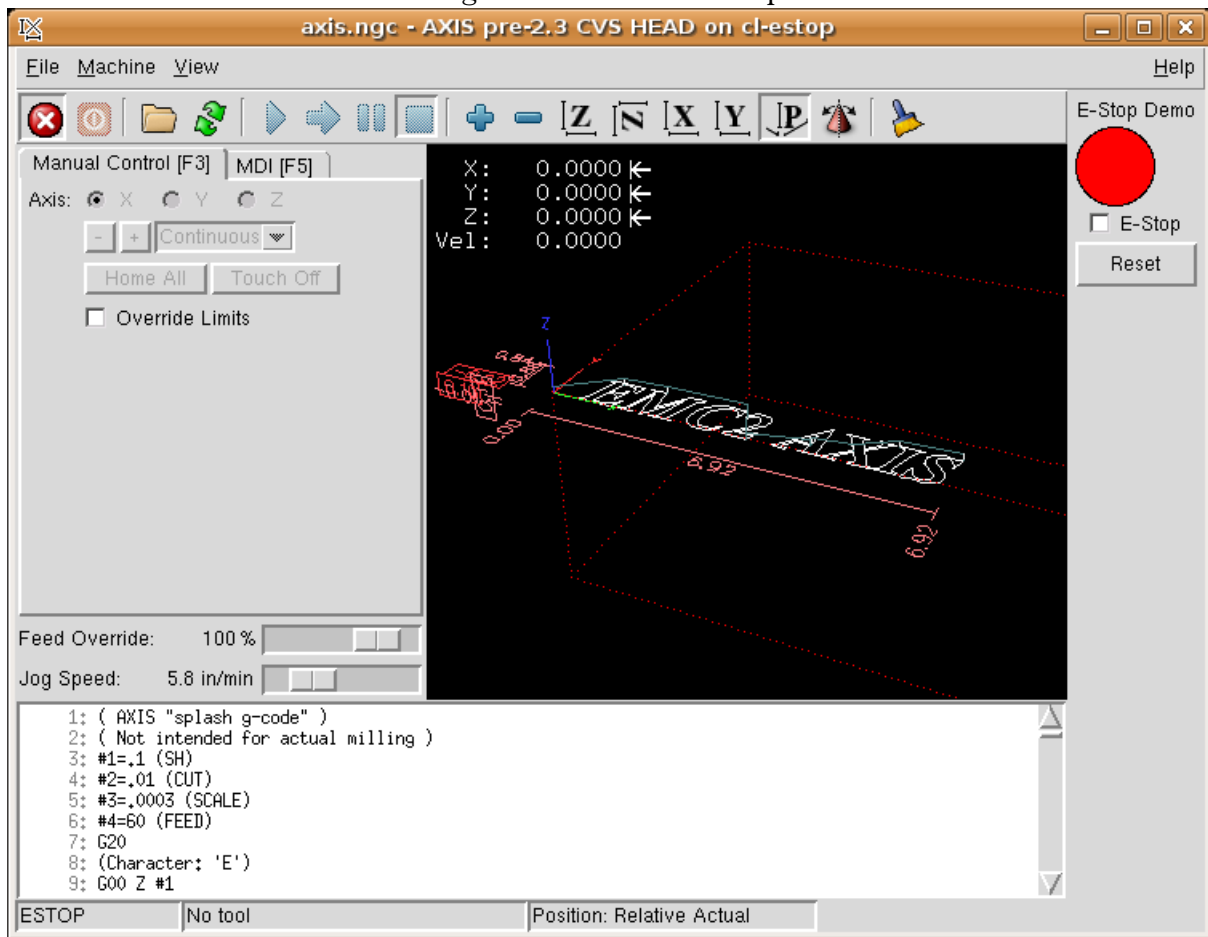 axis.ngc - AXIS pre-2.3 CVS HEAD on cl-estop
File Machine View Help
Z N X Y P
E-Stop Demo
E-Stop
Reset
Manual Control [F3] MDI [F5]
Axis: X Y Z
- + Continuous
Home All Touch Off
Override Limits
X: 0.0000
Y: 0.0000
Z: 0.0000
Vel: 0.0000
Z
EMC2 AXIS
0.00
6.92
6.92
Feed Override: 100 %
Jog Speed: 5.8 in/min
1: ( AXIS "splash g-code" )
2: ( Not intended for actual milling )
3: #1=.1 (SH)
4: #2=.01 (CUT)
5: #3=.0003 (SCALE)
6: #4=60 (FEED)
7: G20
8: (Character: 'E')
9: G00 Z #1
ESTOP No tool Position: Relative Actual